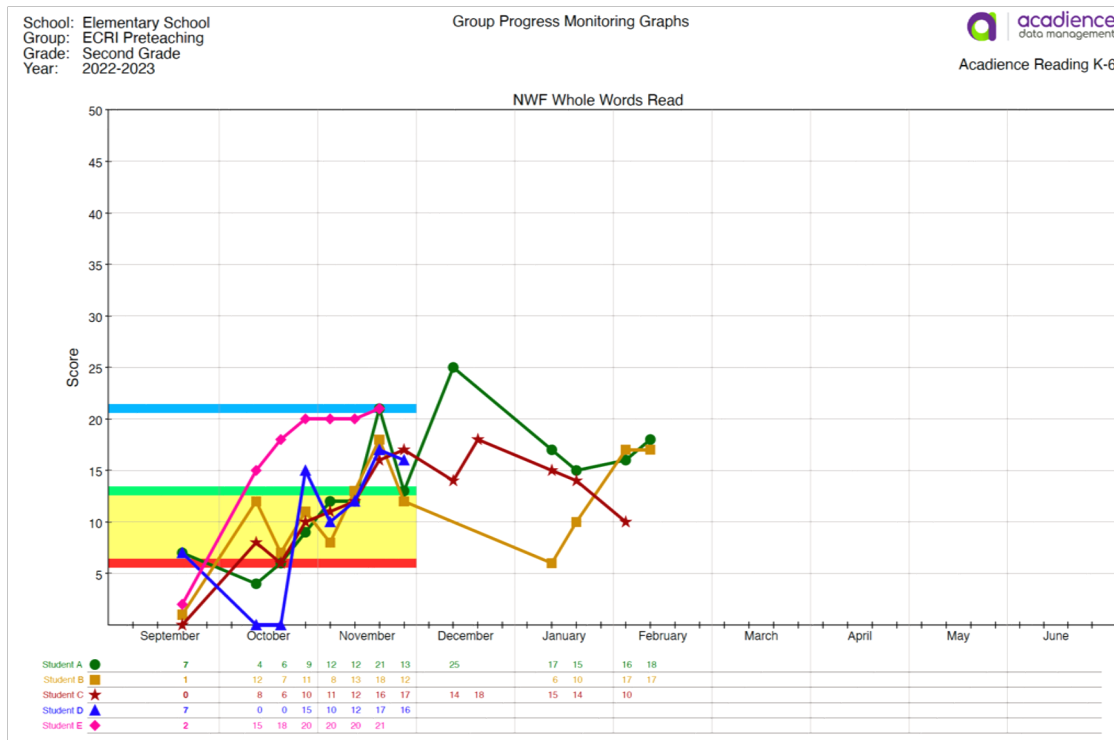 School: Elementary School
Group: ECRI Preteaching
Grade: Second Grade
Year: 2022-2023
Group Progress Monitoring Graphs
acadience
data management
Acadience Reading K-6
NWF Whole Words Read
50
45
40
35
30
25
20
15
10
5
Score
September October November December January February March April May June
Student A 7 4 6 9 12 12 21 13 25 17 15 16 18
Student B 1 12 7 11 8 13 18 12 6 10 17 17
Student C 0 8 6 10 11 12 16 17 14 18 15 14 10
Student D 7 0 0 15 10 12 17 16
Student E 2 15 18 20 20 20 21